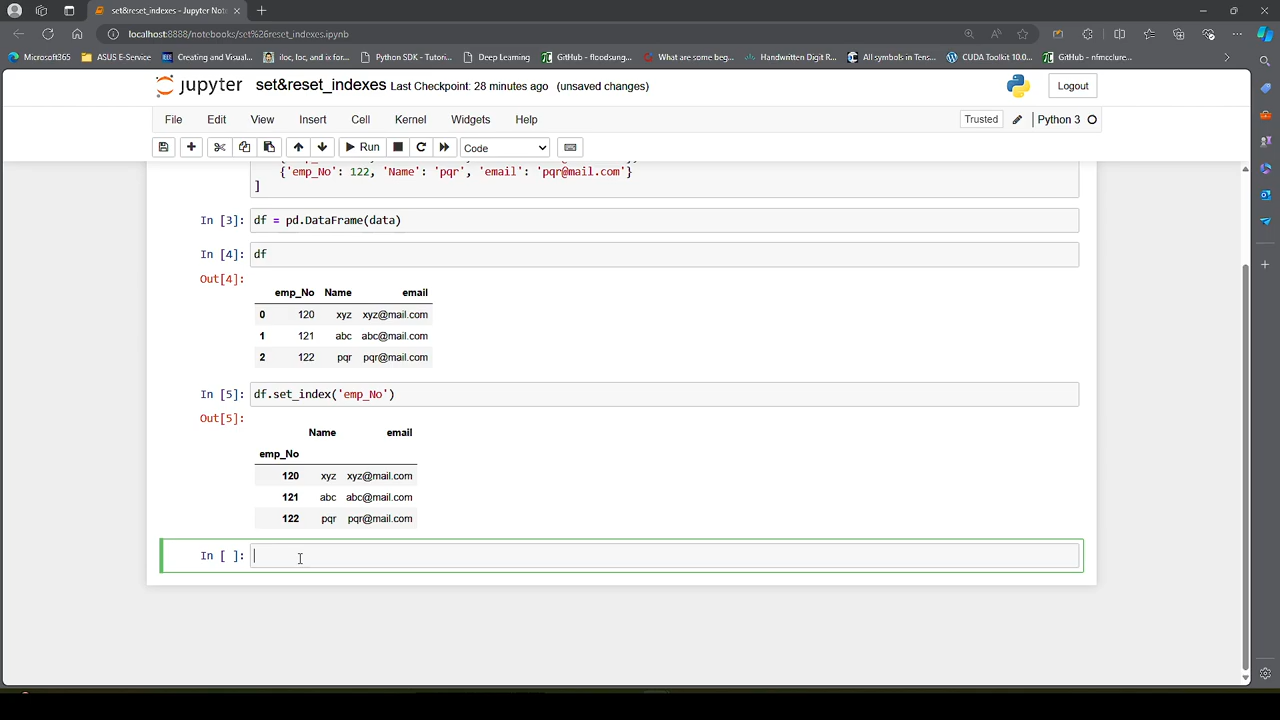 set&reset_indexes - Jupyter Not
localhost:8888/notebooks/set%26reset_indexes.ipynb
Microsoft365
ASUS E-Service
Creating and Visual...
iloc, loc, and ix for...
Python SDK - Tutori...
Deep Learning
GitHub - floodsung...
What are some beg...
Handwritten Digit R...
All symbols in Tens...
CUDA Toolkit 10.0...
GitHub - nfmcclure...
jupyter set&reset_indexes Last Checkpoint: 28 minutes ago (unsaved changes)
Logout
File Edit View Insert Cell Kernel Widgets Help
Trusted Python 3
Run Code
{'emp_No': 122, 'Name': 'pqr', 'email': 'pqr@mail.com'}
]
In [3]: df = pd.DataFrame(data)
In [4]: df
Out[4]:
emp_No Name email
0 120 xyz xyz@mail.com
1 121 abc abc@mail.com
2 122 pqr pqr@mail.com
In [5]: df.set_index('emp_No')
Out[5]:
Name email
emp_No
120 xyz xyz@mail.com
121 abc abc@mail.com
122 pqr pqr@mail.com
In [ ]: